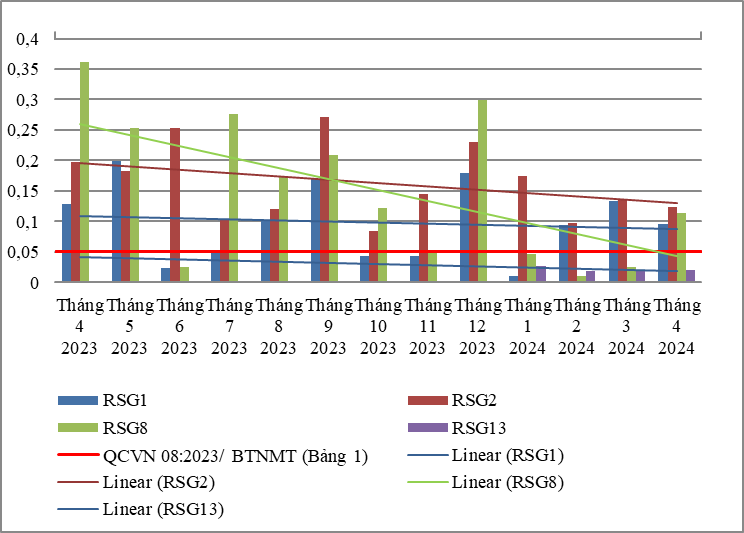 0,4
0,35
0,3
0,25
0,2
0,15
0,1
0,05
0
Tháng 4 2023
Tháng 5 2023
Tháng 6 2023
Tháng 7 2023
Tháng 8 2023
Tháng 9 2023
Tháng 10 2023
Tháng 11 2023
Tháng 12 2023
Tháng 1 2024
Tháng 2 2024
Tháng 3 2024
Tháng 4 2024
RSG1
RSG2
RSG8
RSG13
QCVN 08:2023/ BTNMT (Bảng 1)
Linear (RSG1)
Linear (RSG2)
Linear (RSG8)
Linear (RSG13)